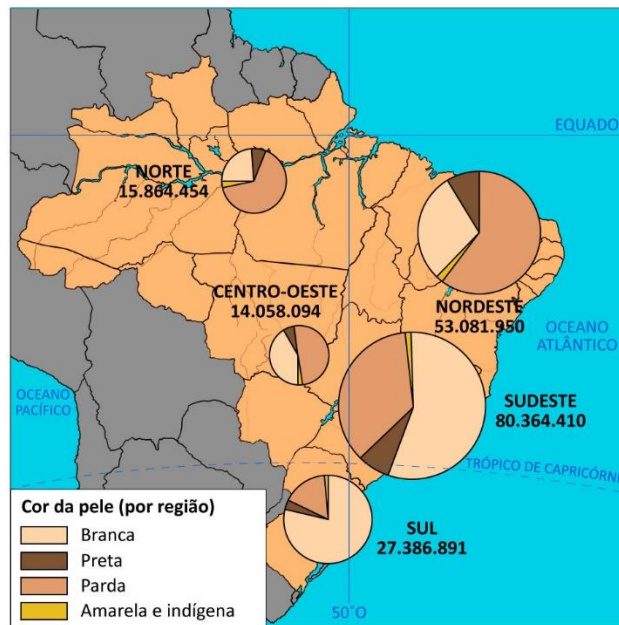 EQUADO
NORTE
15.864.454
CENTRO-OESTE
14.058.094
NORDESTE
53.081.950
OCEANO
ATLÂNTICO
OCEANO
PACÍFICO
SUDESTE
80.364.410
TRÓPICO DE CAPRICÓRNI
SUL
27.386.891
50°O
Cor da pele (por região)
Branca
Preta
Parda
Amarela e indígena